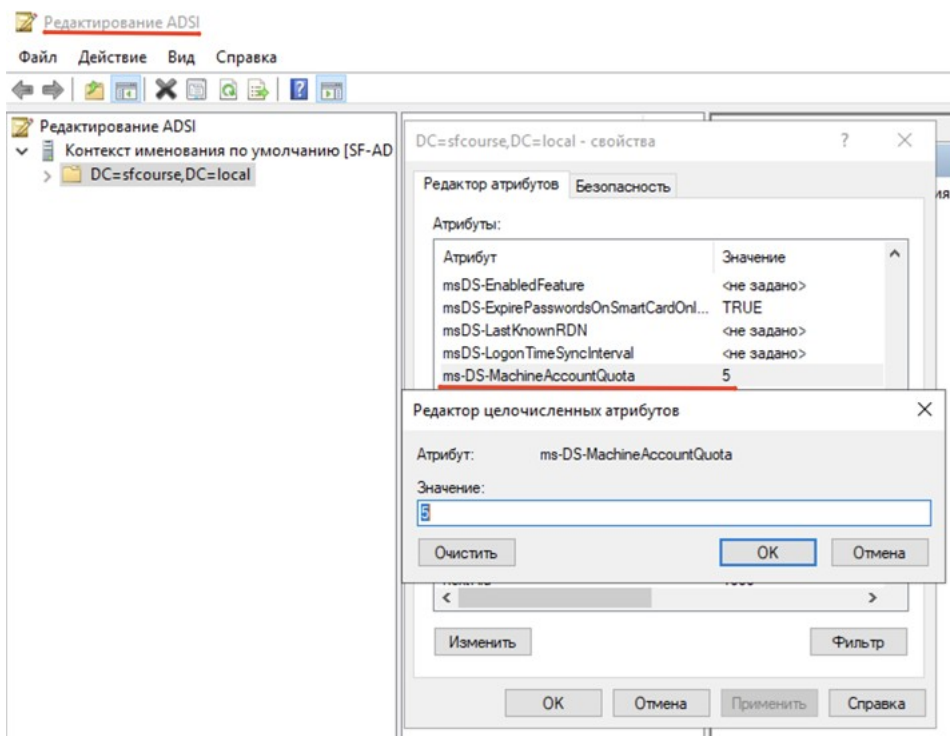 Редактирование ADSI
Файл Действие Вид Справка
Редактирование ADSI
Контекст именования по умолчанию [SF-AD
DC=sfcourse,DC=local
DC=sfcourse,DC=local - свойства
Редактор атрибутов Безопасность
Атрибуты:
Атрибут Значение
msDS-EnabledFeature <не задано>
msDS-ExpirePasswordsOnSmartCardOnl... TRUE
msDS-LastKnownRDN <не задано>
msDS-LogonTimeSyncInterval <не задано>
ms-DS-MachineAccountQuota 5
Редактор целочисленных атрибутов
Атрибут: ms-DS-MachineAccountQuota
Значение:
5
Очистить OK Отмена
Изменить Фильтр
OK Отмена Применить Справка